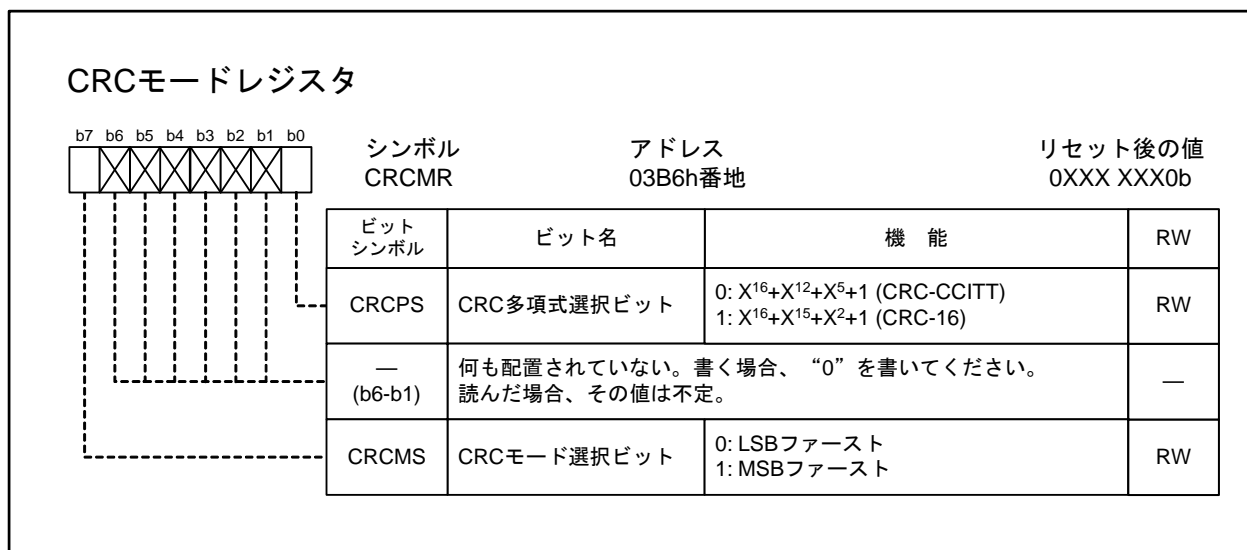 CRCモードレジスタ
b7 b6 b5 b4 b3 b2 b1 b0
シンボル アドレス リセット後の値
CRCMR 03B6h番地 0XXX XXX0b
ビット
シンボル
ビット名
機 能
RW
CRCPS
CRC多項式選択ビット
0: X¹⁶+X¹²+X⁵+1 (CRC-CCITT)
1: X¹⁶+X¹⁵+X²+1 (CRC-16)
RW
—
(b6-b1)
何も配置されていない。書く場合、“0”を書いてください。
読んだ場合、その値は不定。
—
CRCMS
CRCモード選択ビット
0: LSBファースト
1: MSBファースト
RW